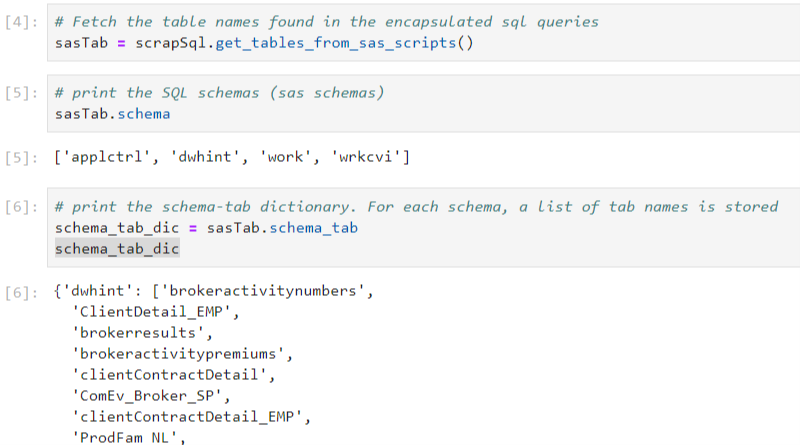 [4]: # Fetch the table names found in the encapsulated sql queries
sasTab = scrapSql.get_tables_from_sas_scripts()
[5]: # print the SQL schemas (sas schemas)
sasTab.schema
[5]: ['applctrl', 'dwhint', 'work', 'wrkcvi']
[6]: # print the schema-tab dictionary. For each schema, a list of tab names is stored
schema_tab_dic = sasTab.schema_tab
schema_tab_dic
[6]: {'dwhint': ['brokeractivitynumbers',
'ClientDetail_EMP',
'brokerresults',
'brokeractivitypremiums',
'clientContractDetail',
'ComEv_Broker_SP',
'clientContractDetail_EMP',
'ProdFam NL',